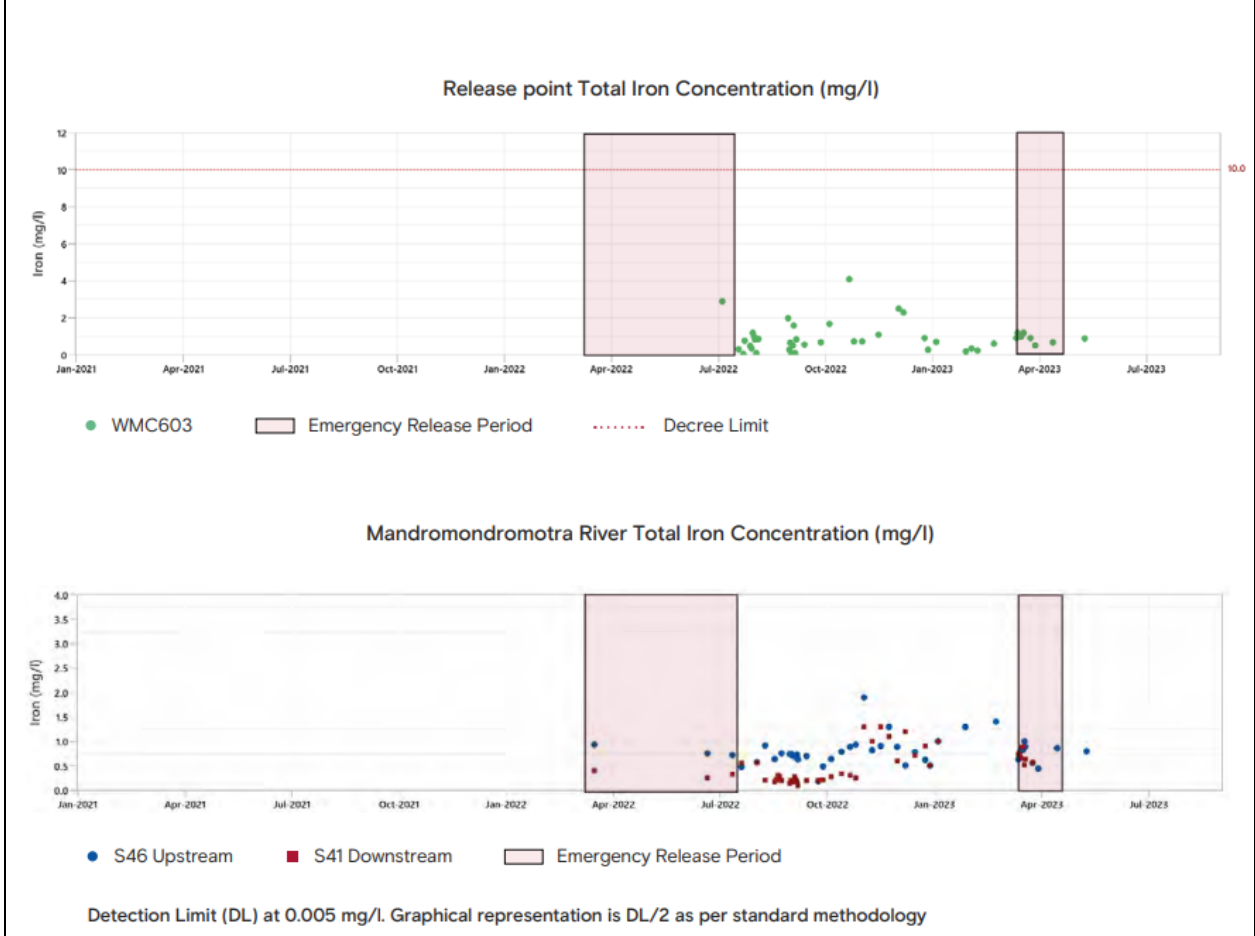 Release point Total Iron Concentration (mg/l)
12
10
10.0
8
6
4
2
0
Iron (mg/l)
Jan-2021 Apr-2021 Jul-2021 Oct-2021 Jan-2022 Apr-2022 Jul-2022 Oct-2022 Jan-2023 Apr-2023 Jul-2023
WMC603 Emergency Release Period Decree Limit
Mandromondromotra River Total Iron Concentration (mg/l)
4.0
3.5
3.0
2.5
2.0
1.5
1.0
0.5
0.0
Iron (mg/l)
Jan-2021 Apr-2021 Jul-2021 Oct-2021 Jan-2022 Apr-2022 Jul-2022 Oct-2022 Jan-2023 Apr-2023 Jul-2023
S46 Upstream S41 Downstream Emergency Release Period
Detection Limit (DL) at 0.005 mg/l. Graphical representation is DL/2 as per standard methodology